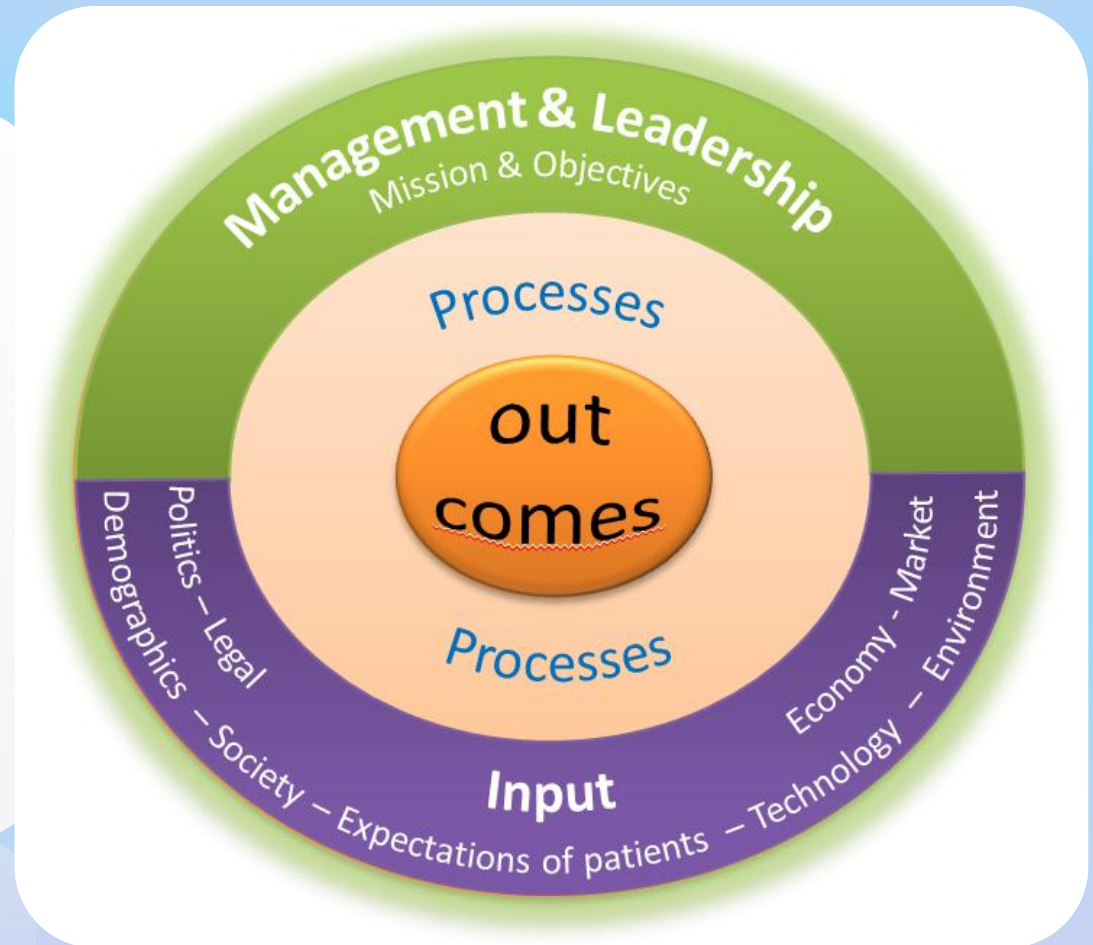 Management & Leadership
Mission & Objectives
Processes
out
comes
Processes
Politics – Legal
Economy - Market
Input
Demographics – Society – Expectations of patients – Technology – Environment